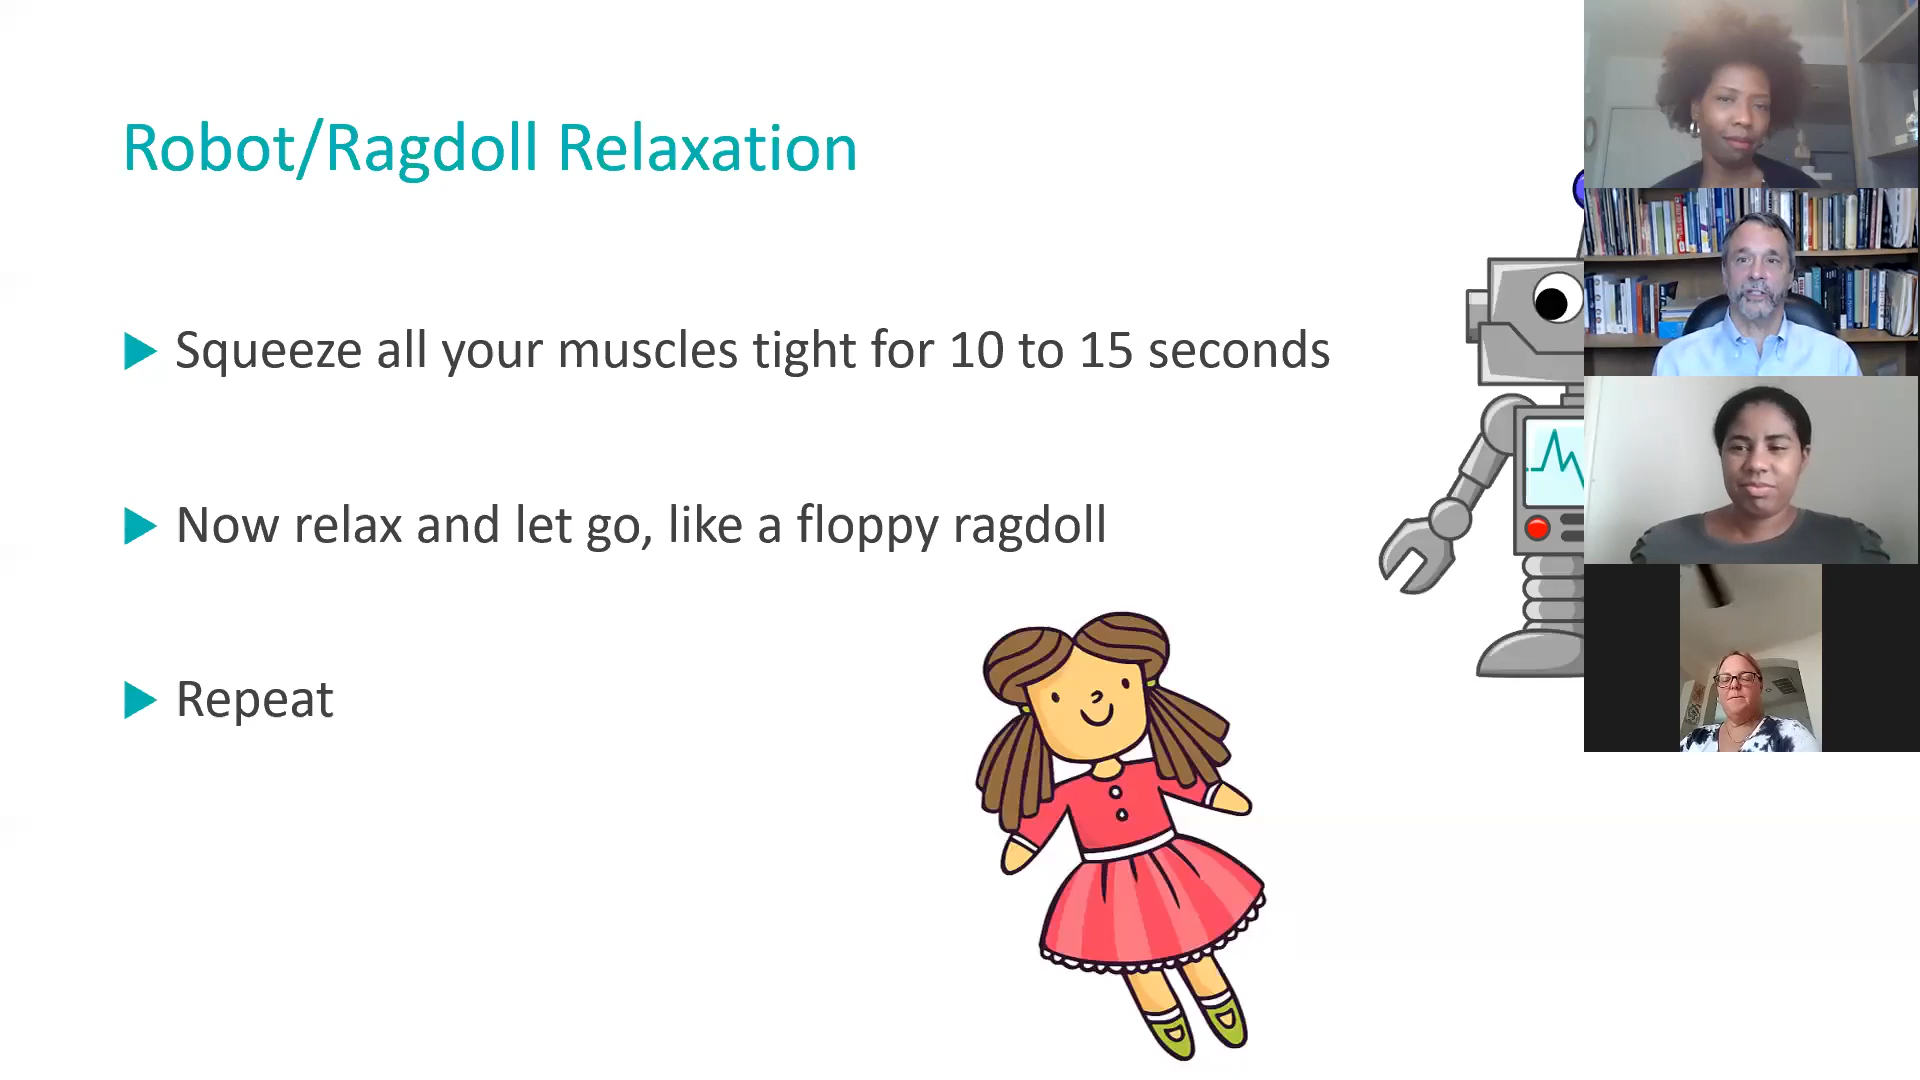 Robot/Ragdoll Relaxation
Squeeze all your muscles tight for 10 to 15 seconds
Now relax and let go, like a floppy ragdoll
Repeat